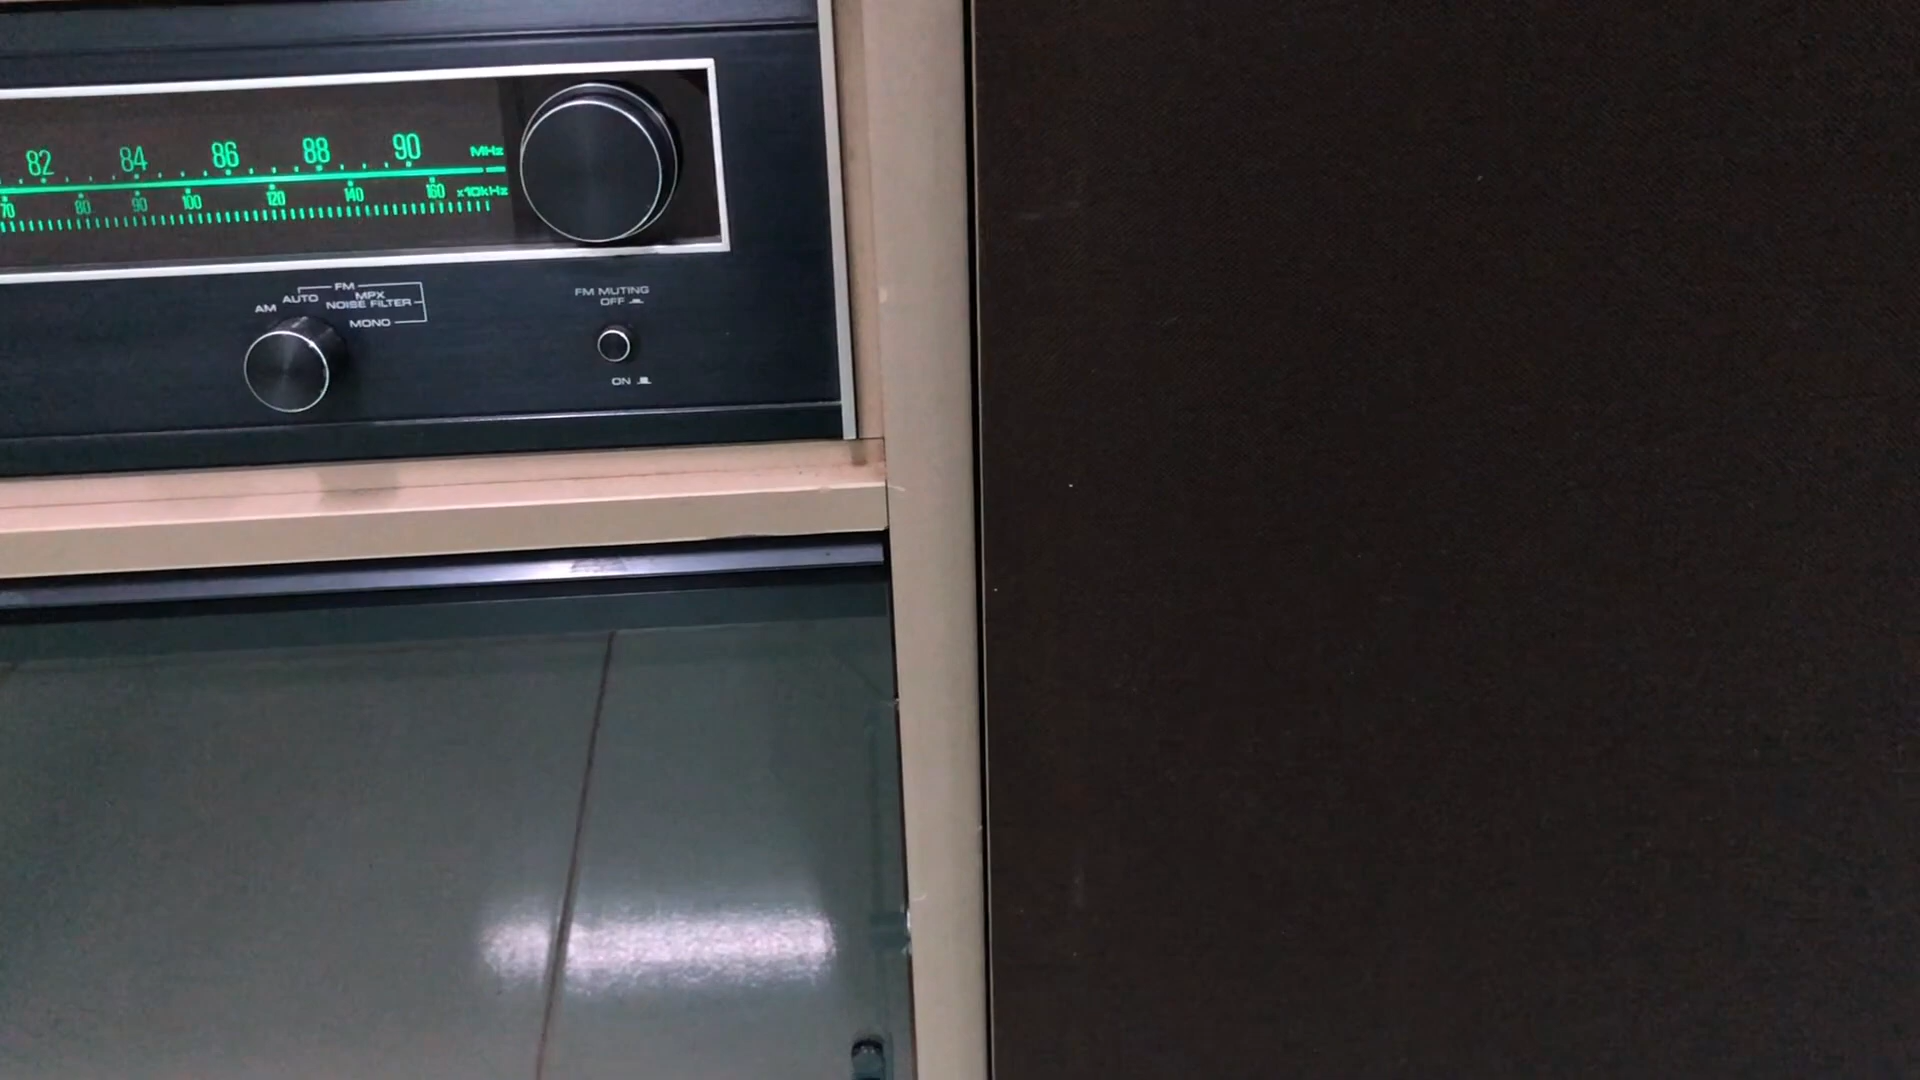 82 84 86 88 90 MHz
70 80 90 100 120 140 160 x10kHz
FM
AM AUTO MPX
NOISE FILTER
MONO
FM MUTING
OFF
ON